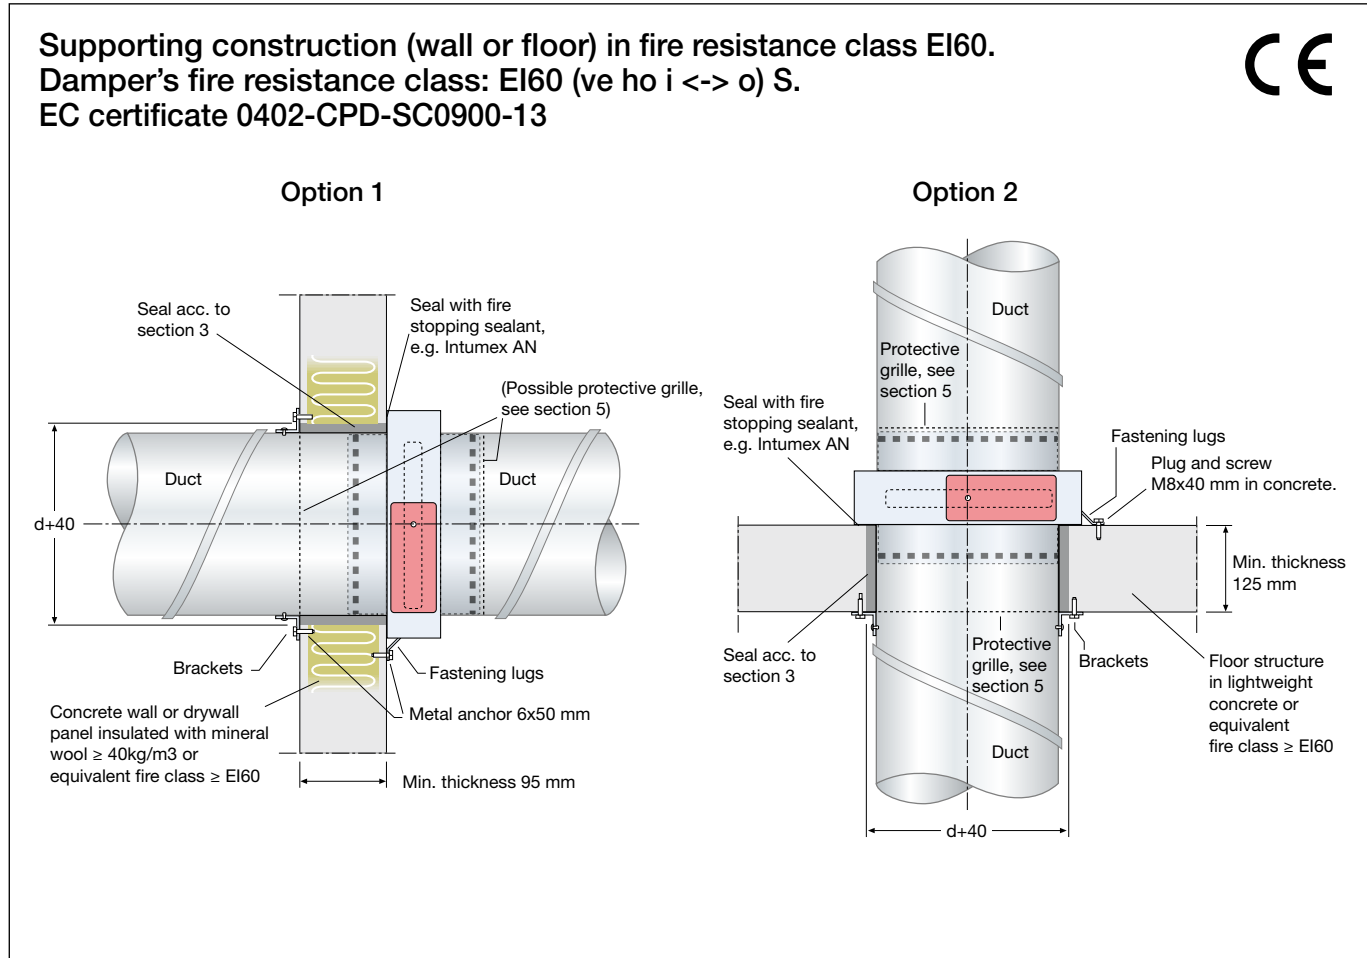 Supporting construction (wall or floor) in fire resistance class EI60.
Damper's fire resistance class: EI60 (ve ho i <-> o) S.
EC certificate 0402-CPD-SC0900-13
CE
Option 1
Seal acc. to
section 3
Seal with fire
stopping sealant,
e.g. Intumex AN
(Possible protective grille,
see section 5)
Duct
Duct
d+40
Brackets
Fastening lugs
Metal anchor 6x50 mm
Concrete wall or drywall
panel insulated with mineral
wool ≥ 40kg/m3 or
equivalent fire class ≥ EI60
Min. thickness 95 mm
Option 2
Duct
Protective
grille, see
section 5
Seal with fire
stopping sealant,
e.g. Intumex AN
Fastening lugs
Plug and screw
M8x40 mm in concrete.
Min. thickness
125 mm
Seal acc. to
section 3
Protective
grille, see
section 5
Brackets
Floor structure
in lightweight
concrete or
equivalent
fire class ≥ EI60
Duct
d+40